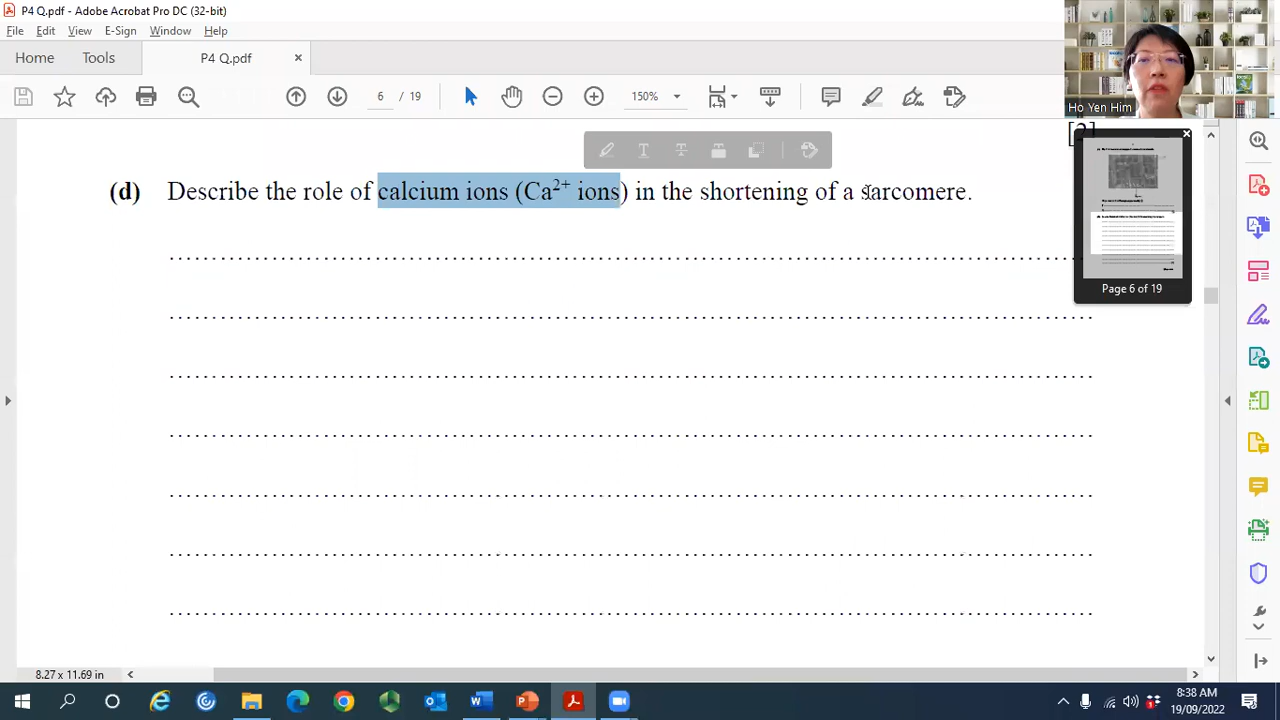 P4 Q.pdf - Adobe Acrobat Pro DC (32-bit)
File Edit View E-Sign Window Help
Home Tools P4 Q.pdf ×
6 / 19 150%
Ho Yen Him
[2]
(d) Describe the role of calcium ions (Ca²⁺ ions) in the shortening of a sarcomere.
Page 6 of 19
8.27 x 11.69 in
8:38 AM
19/09/2022